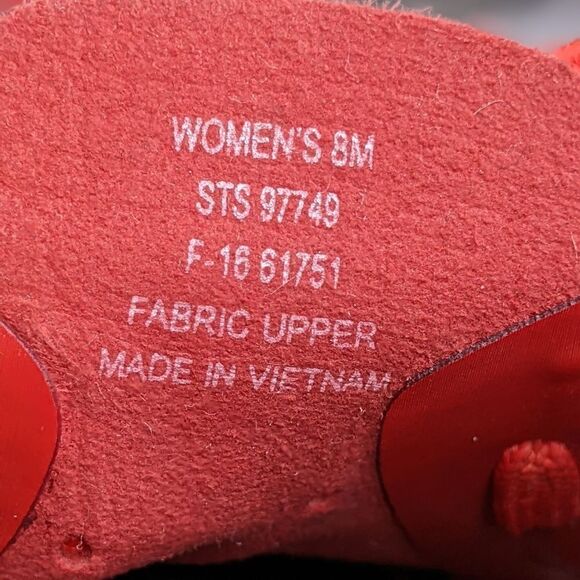 WOMEN'S 8M
STS 97749
F-16 61751
FABRIC UPPER
MADE IN VIETNAM